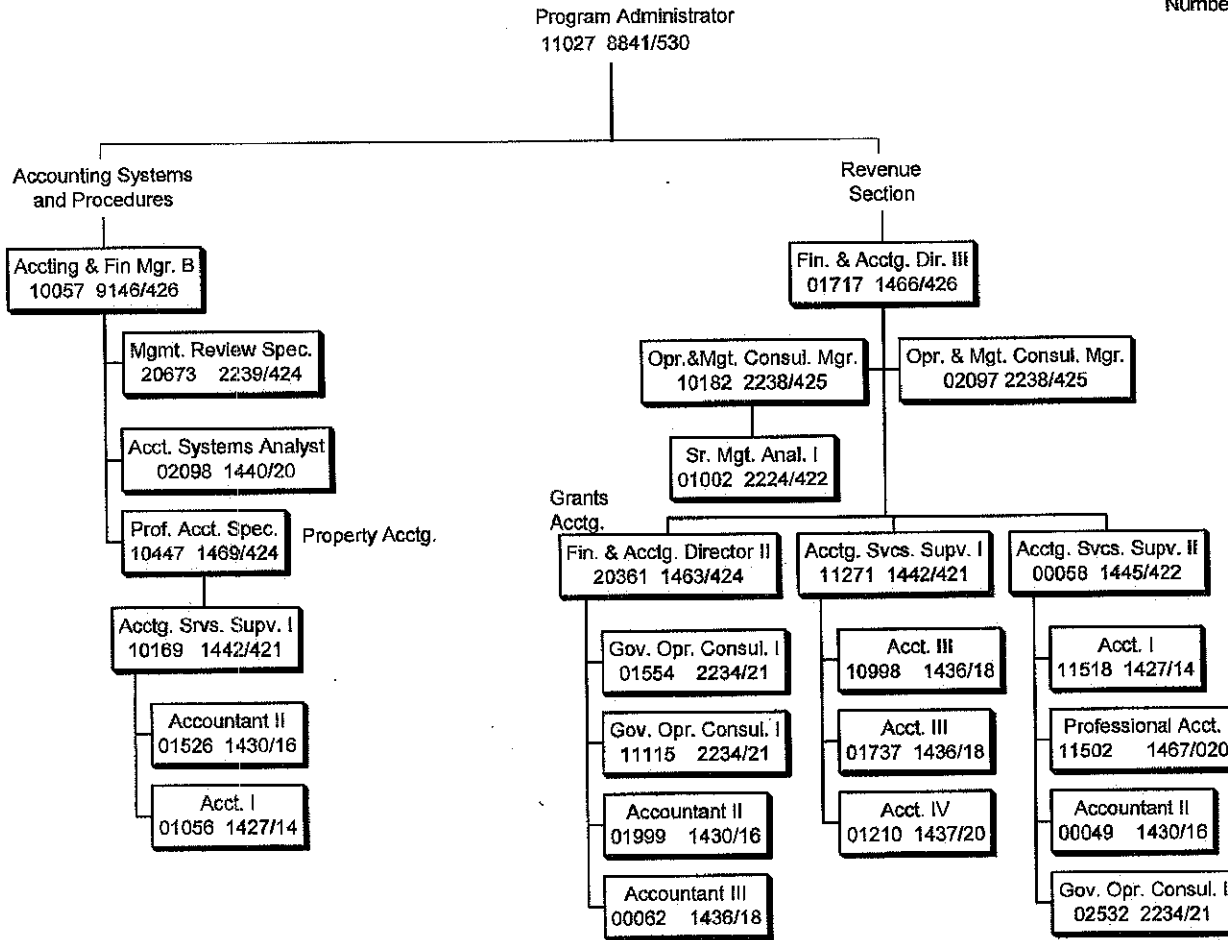 Numbe
Program Administrator
11027 8841/530
Accounting Systems
and Procedures
Accting & Fin Mgr. B
10057 9146/426
Mgmt. Review Spec.
20673 2239/424
Acct. Systems Analyst
02098 1440/20
Prof. Acct. Spec.
10447 1469/424
Property Acctg.
Acctg. Srvs. Supv. I
10169 1442/421
Accountant II
01526 1430/16
Acct. I
01056 1427/14
Revenue
Section
Fin. & Acctg. Dir. III
01717 1466/426
Opr.&Mgt. Consul. Mgr.
10182 2238/425
Opr. & Mgt. Consul. Mgr.
02097 2238/425
Sr. Mgt. Anal. I
01002 2224/422
Grants
Acctg.
Fin. & Acctg. Director II
20361 1463/424
Gov. Opr. Consul. I
01554 2234/21
Gov. Opr. Consul. I
11115 2234/21
Accountant II
01999 1430/16
Accountant III
00062 1436/18
Acctg. Svcs. Supv. I
11271 1442/421
Acct. III
10998 1436/18
Acct. III
01737 1436/18
Acct. IV
01210 1437/20
Acctg. Svcs. Supv. II
00058 1445/422
Acct. I
11518 1427/14
Professional Acct.
11502 1467/020
Accountant II
00049 1430/16
Gov. Opr. Consul. I
02532 2234/21